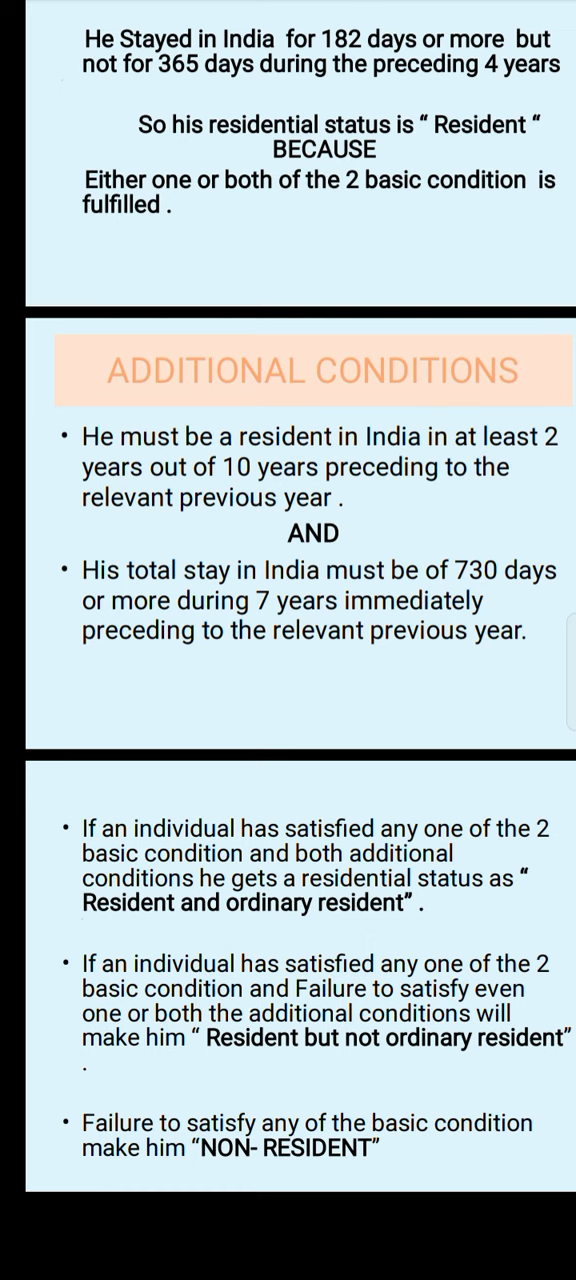 He Stayed in India for 182 days or more but
not for 365 days during the preceding 4 years
So his residential status is “ Resident “
BECAUSE
Either one or both of the 2 basic condition is
fulfilled .
ADDITIONAL CONDITIONS
• He must be a resident in India in at least 2
years out of 10 years preceding to the
relevant previous year .
AND
• His total stay in India must be of 730 days
or more during 7 years immediately
preceding to the relevant previous year.
• If an individual has satisfied any one of the 2
basic condition and both additional
conditions he gets a residential status as “
Resident and ordinary resident” .
• If an individual has satisfied any one of the 2
basic condition and Failure to satisfy even
one or both the additional conditions will
make him “ Resident but not ordinary resident”
.
• Failure to satisfy any of the basic condition
make him “NON- RESIDENT”